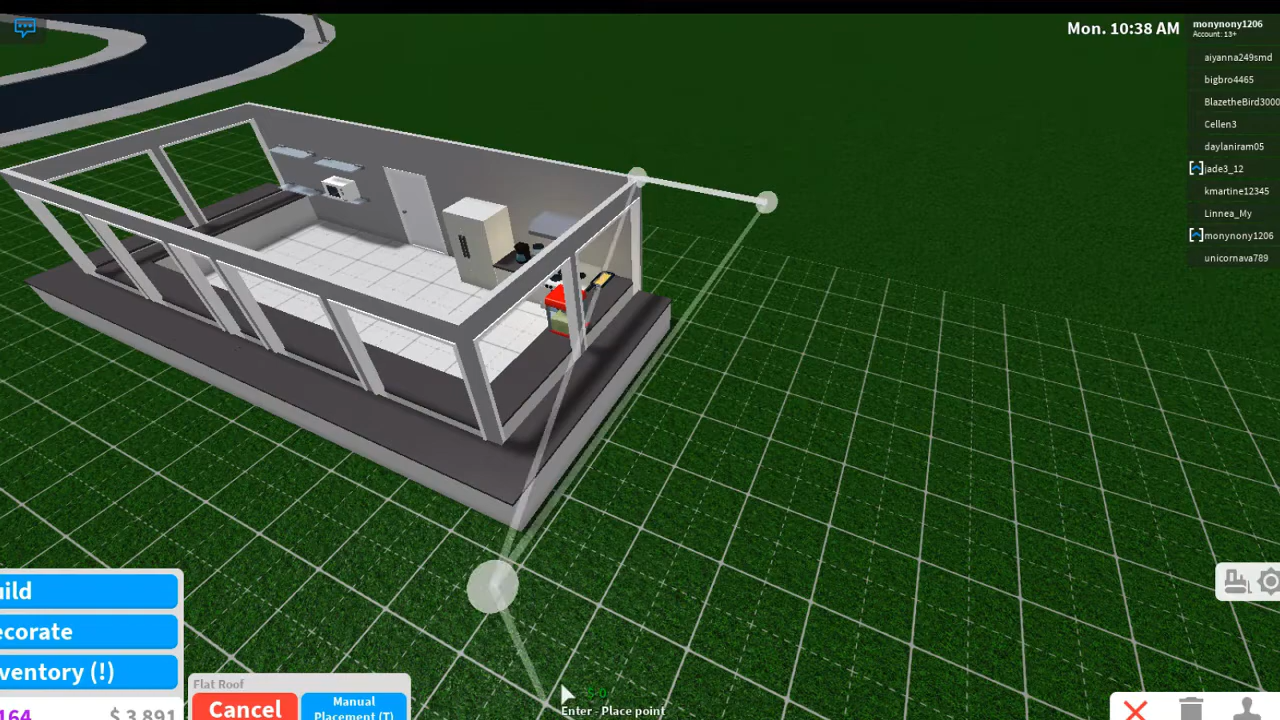 Mon. 10:38 AM
monynony1206
Account: 13+
aiyanna249smd
bigbro4465
BlazetheBird3000
Cellen3
daylaniram05
jade3_12
kmartine12345
Linnea_My
monynony1206
unicornava789
uild
ecorate
ventory (!)
164 $ 3,891
Flat Roof
Cancel
Manual
Placement (T)
$-0
Enter - Place point